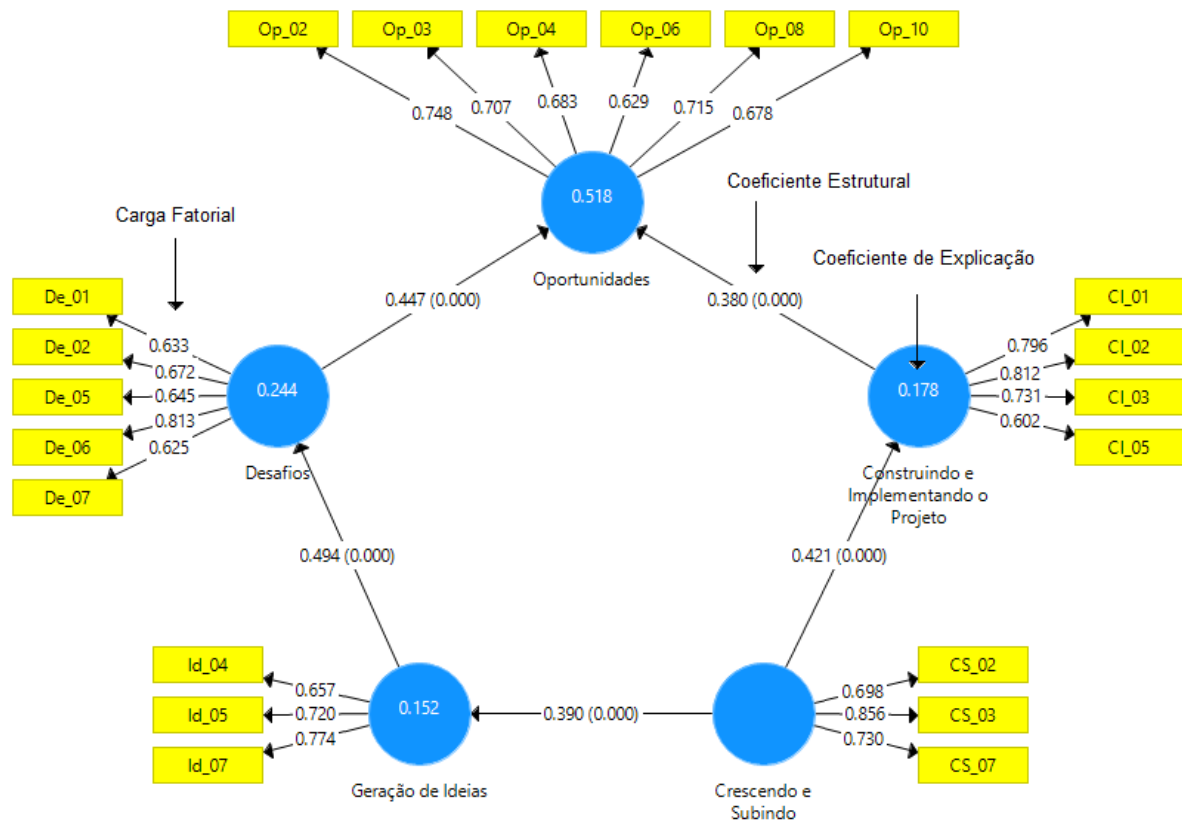 Op_02
Op_03
Op_04
Op_06
Op_08
Op_10
0.748
0.707
0.683
0.629
0.715
0.678
0.518
Oportunidades
Coeficiente Estrutural
Carga Fatorial
Coeficiente de Explicação
0.447 (0.000)
0.380 (0.000)
De_01
De_02
De_05
De_06
De_07
0.633
0.672
0.645
0.813
0.625
0.244
Desafios
0.178
Construindo e
Implementando o
Projeto
0.796
0.812
0.731
0.602
CI_01
CI_02
CI_03
CI_05
0.494 (0.000)
0.421 (0.000)
Id_04
Id_05
Id_07
0.657
0.720
0.774
0.152
Geração de Ideias
0.390 (0.000)
Crescendo e
Subindo
0.698
0.856
0.730
CS_02
CS_03
CS_07